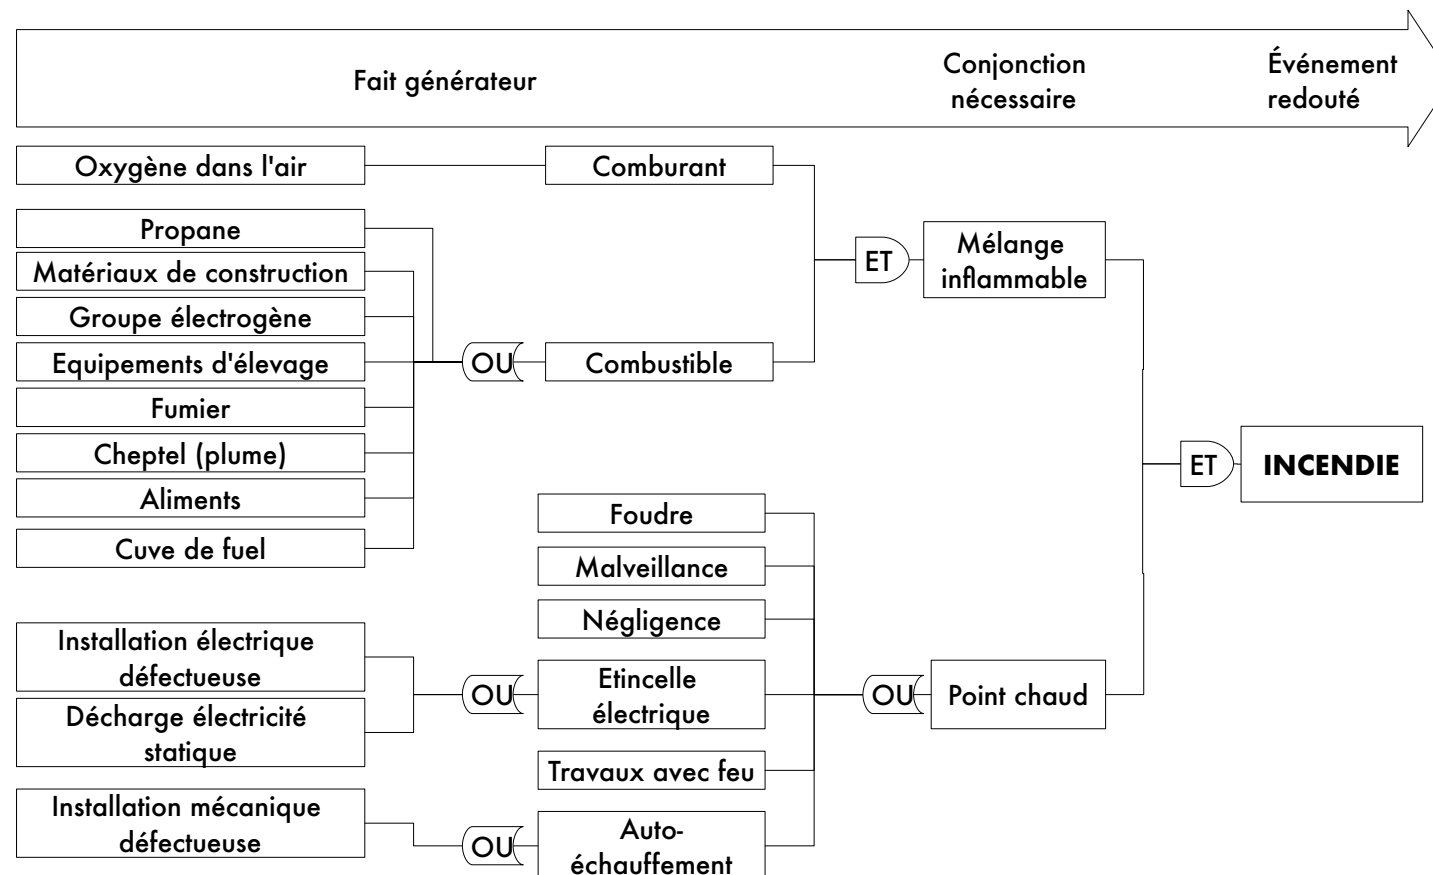 Fait générateur
Conjonction
nécessaire
Événement
redouté
Oxygène dans l'air
Comburant
Propane
Matériaux de construction
Groupe électrogène
Equipements d'élevage
Fumier
Cheptel (plume)
Aliments
Cuve de fuel
OU
Combustible
ET
Mélange
inflammable
ET
INCENDIE
Foudre
Malveillance
Négligence
Installation électrique
défectueuse
Décharge électricité
statique
OU
Etincelle
électrique
OU
Point chaud
Travaux avec feu
Installation mécanique
défectueuse
OU
Auto-
échauffement